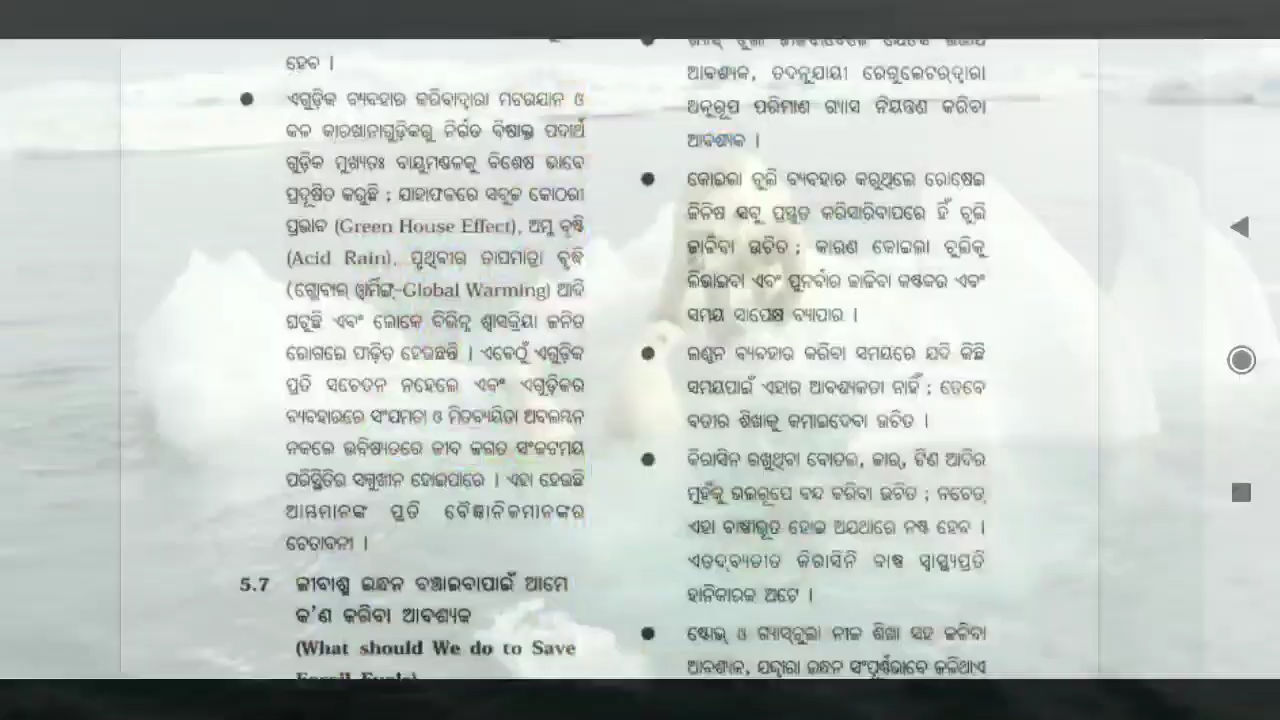 ହେବ ।
● ଏଗୁଡ଼ିକ ବ୍ୟବହାର କରିବାଦ୍ୱାରା ମଟରଯାନ ଓ
କଳ କାରଖାନାଗୁଡ଼ିକରୁ ନିର୍ଗତ ବିଷାକ୍ତ ପଦାର୍ଥ
ଗୁଡ଼ିକ ମୁଖ୍ୟତଃ ବାୟୁମଣ୍ଡଳକୁ ବିଶେଷ ଭାବେ
ପ୍ରଦୂଷିତ କରୁଛି ; ଯାହାଫଳରେ ସବୁଜ କୋଠରୀ
ପ୍ରଭାବ (Green House Effect), ଅମ୍ଳ ବୃଷ୍ଟି
(Acid Rain), ପୃଥିବୀର ତାପମାତ୍ରା ବୃଦ୍ଧି
(ଗ୍ଲୋବାଲ୍ ୱାର୍ମିଙ୍ଗ୍-Global Warming) ଆଦି
ଘଟୁଛି ଏବଂ ଲୋକେ ବିଭିନ୍ନ ଶ୍ୱାସକ୍ରିୟା ଜନିତ
ରୋଗରେ ପୀଡ଼ିତ ହେଉଛନ୍ତି । ଏକେଠୁଁ ଏଗୁଡ଼ିକ
ପ୍ରତି ସଚେତନ ନହେଲେ ଏବଂ ଏଗୁଡ଼ିକର
ବ୍ୟବହାରରେ ସଂଯମତା ଓ ମିତବ୍ୟୟିତା ଅବଲମ୍ବନ
ନକଲେ ଭବିଷ୍ୟତରେ ଜୀବ ଜଗତ ସଂକଟମୟ
ପରିସ୍ଥିତିର ସମ୍ମୁଖୀନ ହୋଇପାରେ । ଏହା ହେଉଛି
ଆମ୍ଭମାନଙ୍କ ପ୍ରତି ବୈଜ୍ଞାନିକମାନଙ୍କର
ଚେତାବନୀ ।
5.7 ଜୀବାଶ୍ମ ଇନ୍ଧନ ବଞ୍ଚାଇବାପାଇଁ ଆମେ
କ'ଣ କରିବା ଆବଶ୍ୟକ
(What should We do to Save
Fossil Fuels)
ଆବଶ୍ୟକ, ତଦନୁଯାୟୀ ରେଗୁଲେଟର୍‌ଦ୍ୱାରା
ଅନୁରୂପ ପରିମାଣ ଗ୍ୟାସ ନିୟନ୍ତ୍ରଣ କରିବା
ଆବଶ୍ୟକ ।
● କୋଇଲା ଚୁଲି ବ୍ୟବହାର କରୁଥିଲେ ରୋଷେଇ
ଜିନିଷ ସବୁ ପ୍ରସ୍ତୁତ କରିସାରିବାପରେ ହିଁ ଚୁଲି
ଜାଳିବା ଉଚିତ ; କାରଣ କୋଇଲା ଚୁଲିକୁ
ଲିଭାଇବା ଏବଂ ପୁନର୍ବାର ଜାଳିବା କଷ୍ଟକର ଏବଂ
ସମୟ ସାପେକ୍ଷ ବ୍ୟାପାର ।
● ଲଣ୍ଠନ ବ୍ୟବହାର କରିବା ସମୟରେ ଯଦି କିଛି
ସମୟପାଇଁ ଏହାର ଆବଶ୍ୟକତା ନାହିଁ ; ତେବେ
ବତୀର ଶିଖାକୁ କମାଇଦେବା ଉଚିତ ।
● କିରାସିନ ରଖୁଥିବା ବୋତଲ, ଜାର୍, ଟିଣ ଆଦିର
ମୁହଁକୁ ଭଲରୂପେ ବନ୍ଦ କରିବା ଉଚିତ ; ନଚେତ୍
ଏହା ବାଷ୍ପୀଭୂତ ହୋଇ ଅଯଥାରେ ନଷ୍ଟ ହେବ ।
ଏତଦ୍‌ବ୍ୟତୀତ କିରାସିନି ବାଷ୍ପ ସ୍ୱାସ୍ଥ୍ୟପ୍ରତି
ହାନିକାରକ ଅଟେ ।
● ଷ୍ଟୋଭ୍ ଓ ଗ୍ୟାସ୍‌ଚୁଲା ନୀଳ ଶିଖା ସହ ଜଳିବା
ଆବଶ୍ୟକ, ଯଦ୍ଦ୍ୱାରା ଇନ୍ଧନ ସଂପୂର୍ଣ୍ଣଭାବେ ଜଳିଥାଏ